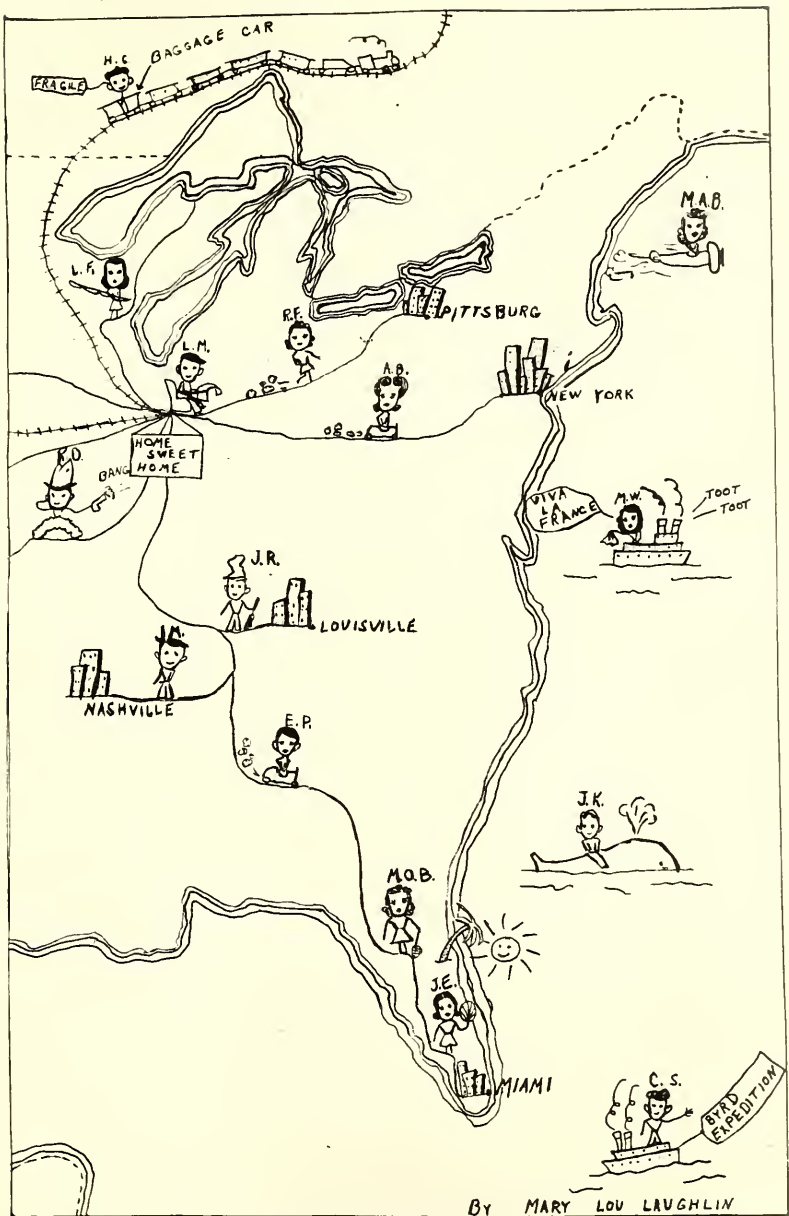 BAGGAGE CAR
H.C.
FRAGILE
M.A.B.
L.F.
PITTSBURG
R.F.
L.M.
A.B.
NEW YORK
HOME
SWEET
HOME
R.D.
BANG
VIVA
LA
FRANCE
M.W.
TOOT
TOOT
J.R.
LOUISVILLE
J.M.
NASHVILLE
E.P.
J.K.
M.O.B.
J.E.
MIAMI
C.S.
BYRD
EXPEDITION
BY MARY LOU LAUGHLIN